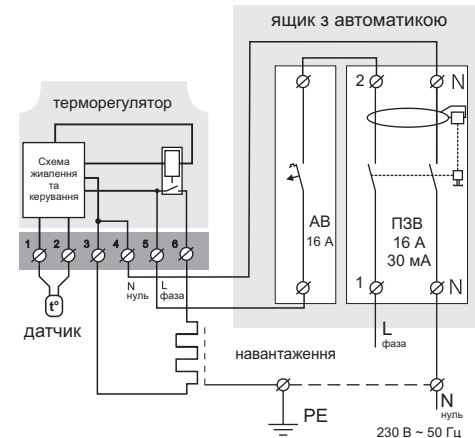 ящик з автоматикою
терморегулятор
Схема
живлення
та
керування
1 2 3 4 5 6
2
N
АВ
16 А
ПЗВ
16 А
30 мА
1
N
N
нуль
L
фаза
t°
датчик
L
фаза
навантаження
PE
N
нуль
230 В ~ 50 Гц